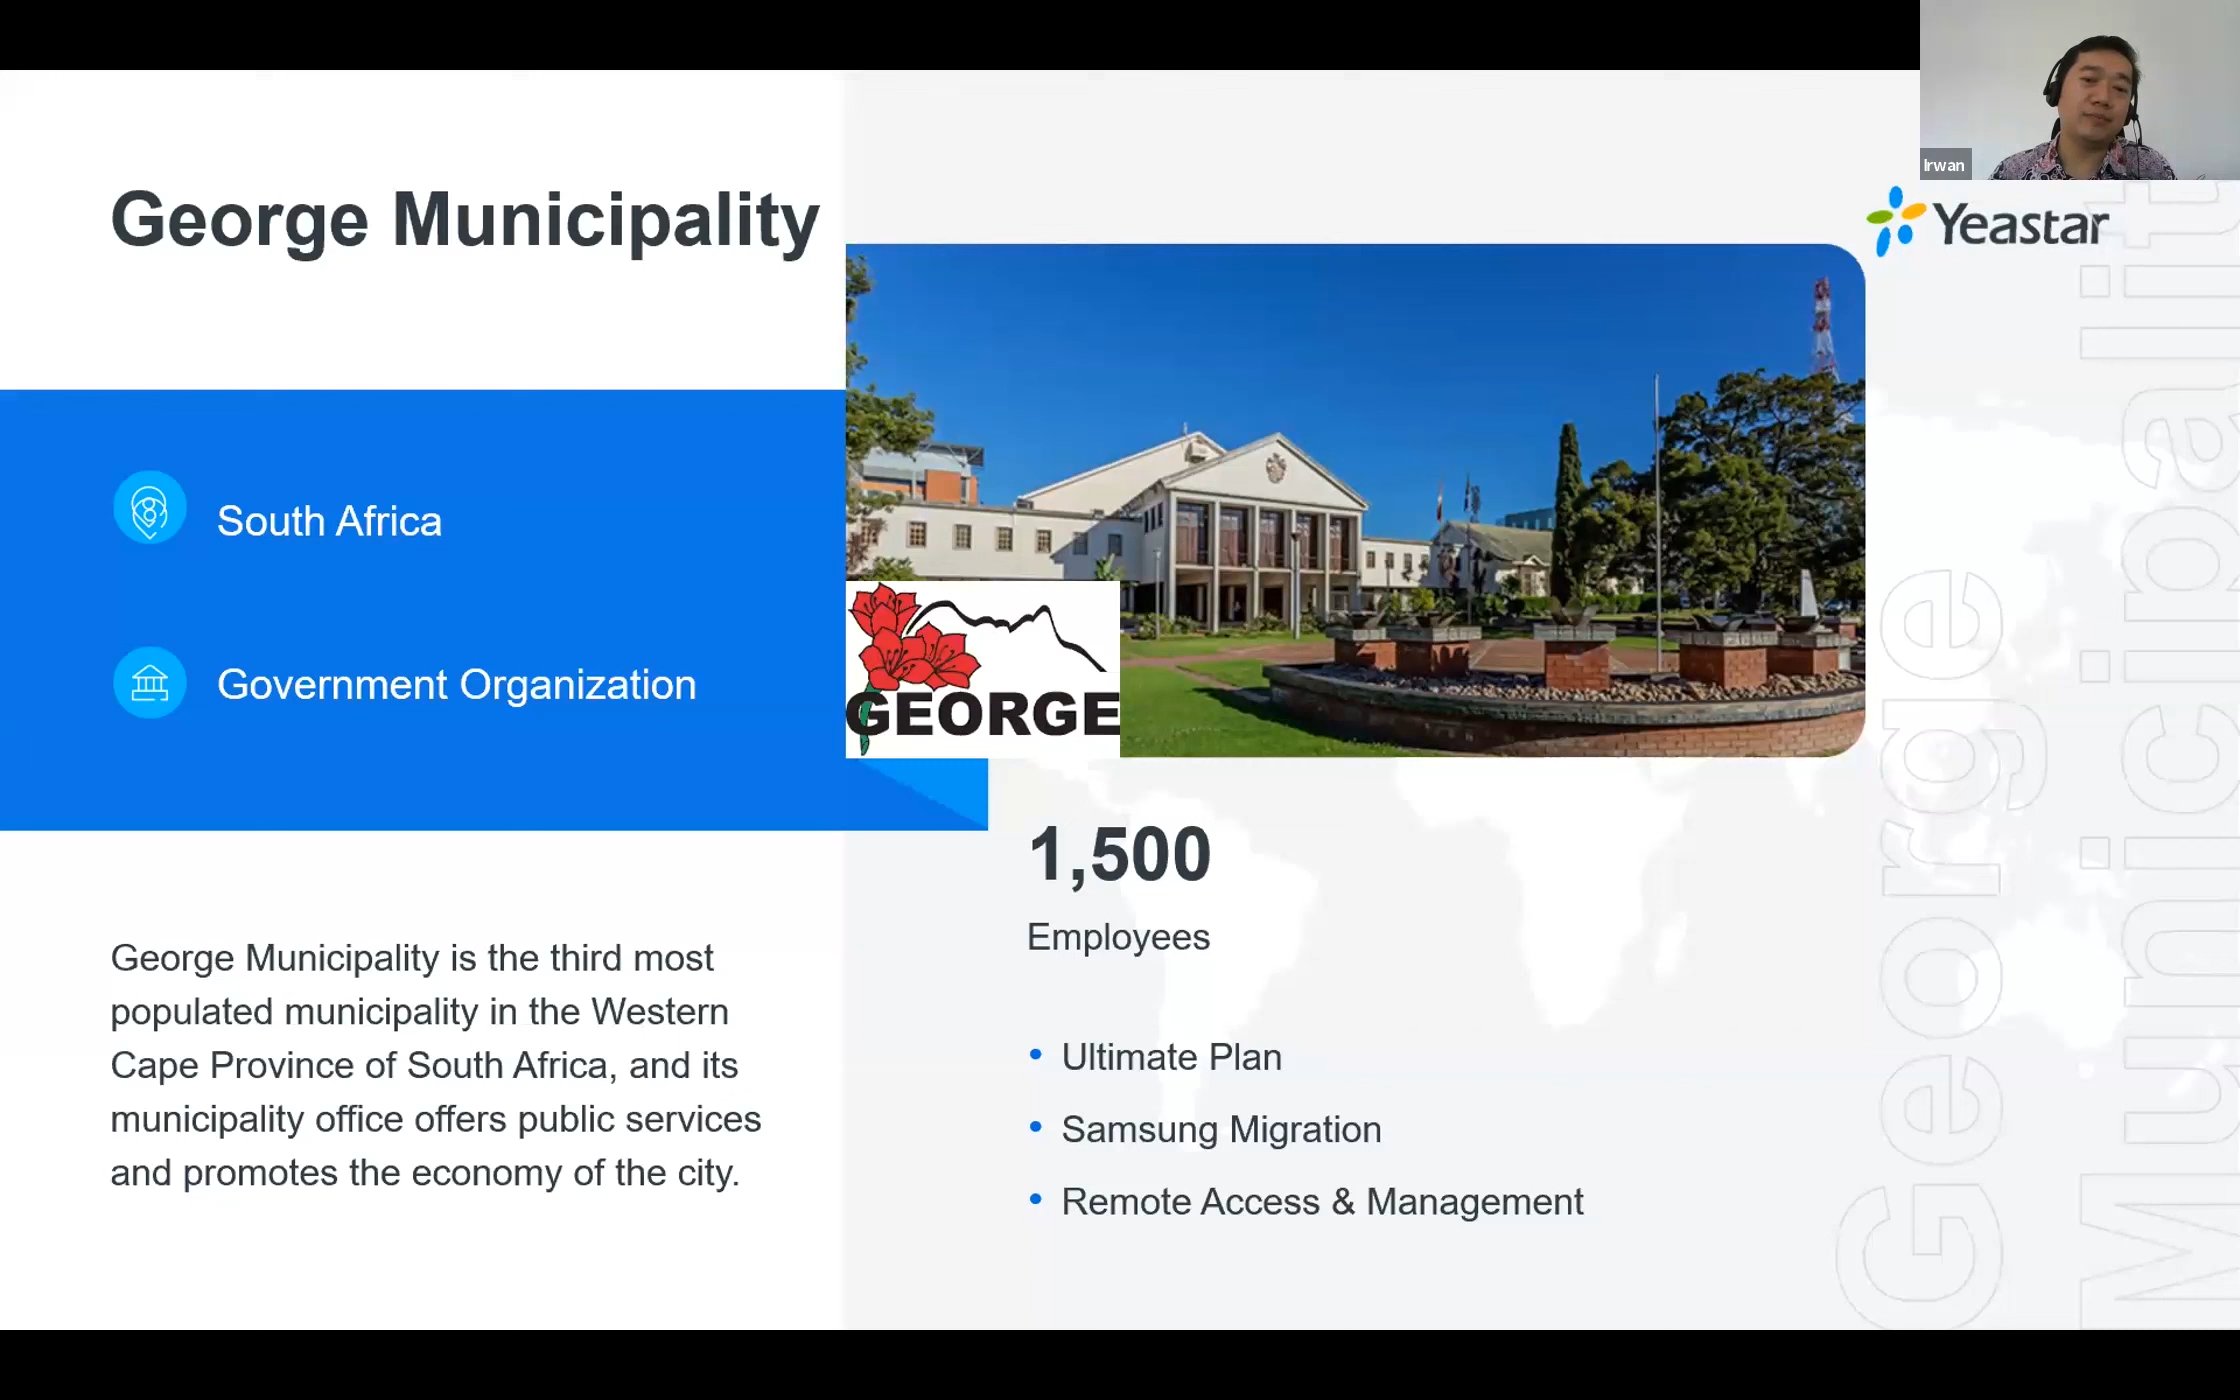 Irwan
Yeastar
George Municipality
South Africa
Government Organization
GEORGE
George Municipality is the third most
populated municipality in the Western
Cape Province of South Africa, and its
municipality office offers public services
and promotes the economy of the city.
1,500
Employees
• Ultimate Plan
• Samsung Migration
• Remote Access & Management
George
Municipalit